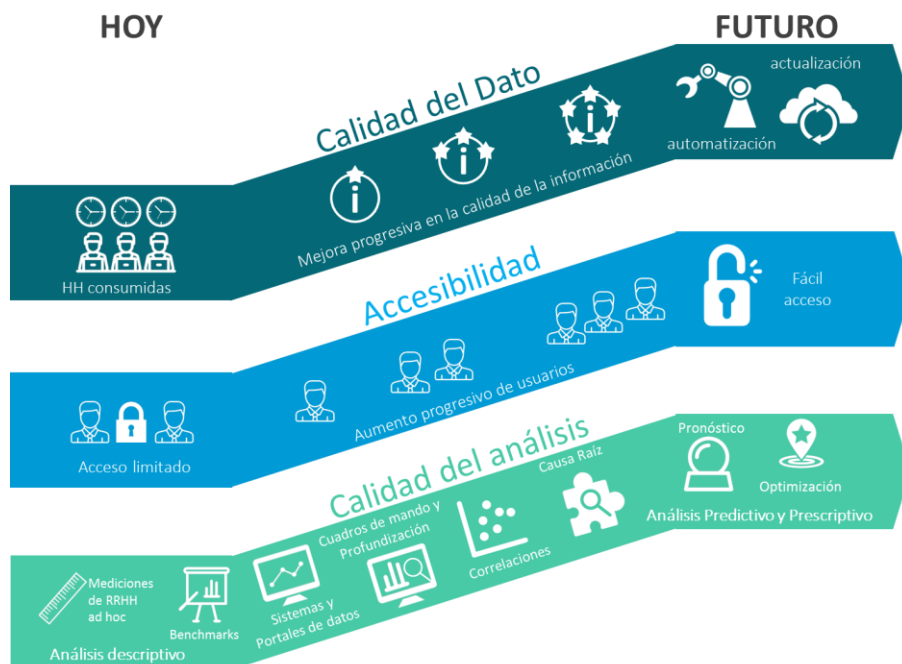 HOY
FUTURO
Calidad del Dato
HH consumidas
Mejora progresiva en la calidad de la información
automatización
actualización
Accesibilidad
Acceso limitado
Aumento progresivo de usuarios
Fácil
acceso
Calidad del análisis
Mediciones
de RRHH
ad hoc
Benchmarks
Análisis descriptivo
Sistemas y
Portales de datos
Cuadros de mando y
Profundización
Correlaciones
Causa Raíz
Pronóstico
Optimización
Análisis Predictivo y Prescriptivo